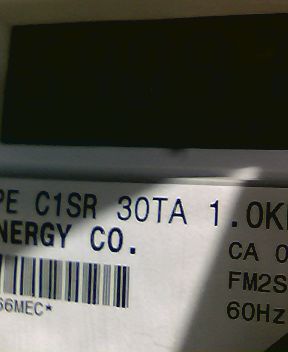 PE C1SR 30TA 1.0K
NERGY CO.
CA 0
FM2S
66MEC*
60Hz